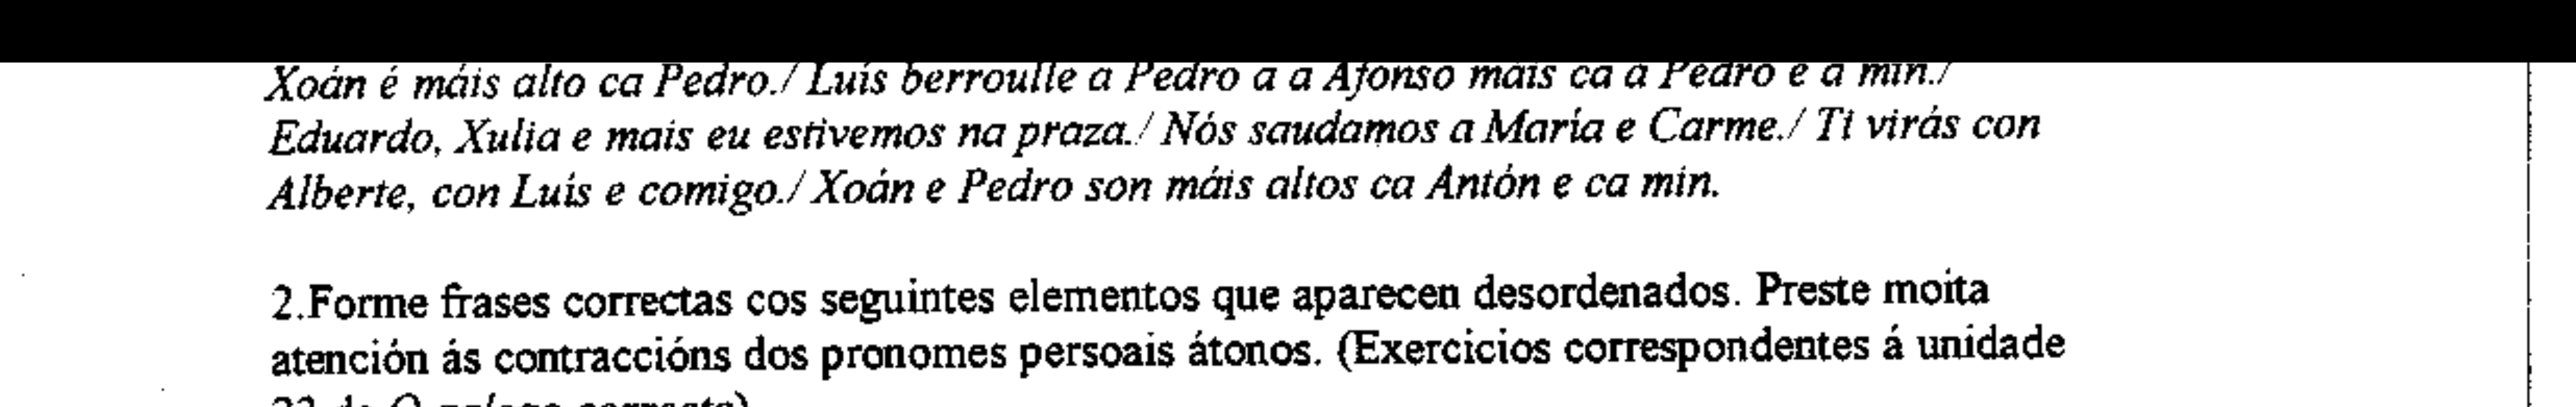 Xoán é máis alto ca Pedro./ Luís berroulle a Pedro a a Afonso máis ca a Pedro e a min./
Eduardo, Xulia e mais eu estivemos na praza./ Nós saudamos a María e Carme./ Ti virás con
Alberte, con Luís e comigo./ Xoán e Pedro son máis altos ca Antón e ca min.
2.Forme frases correctas cos seguintes elementos que aparecen desordenados. Preste moita
atención ás contraccións dos pronomes persoais átonos. (Exercicios correspondentes á unidade